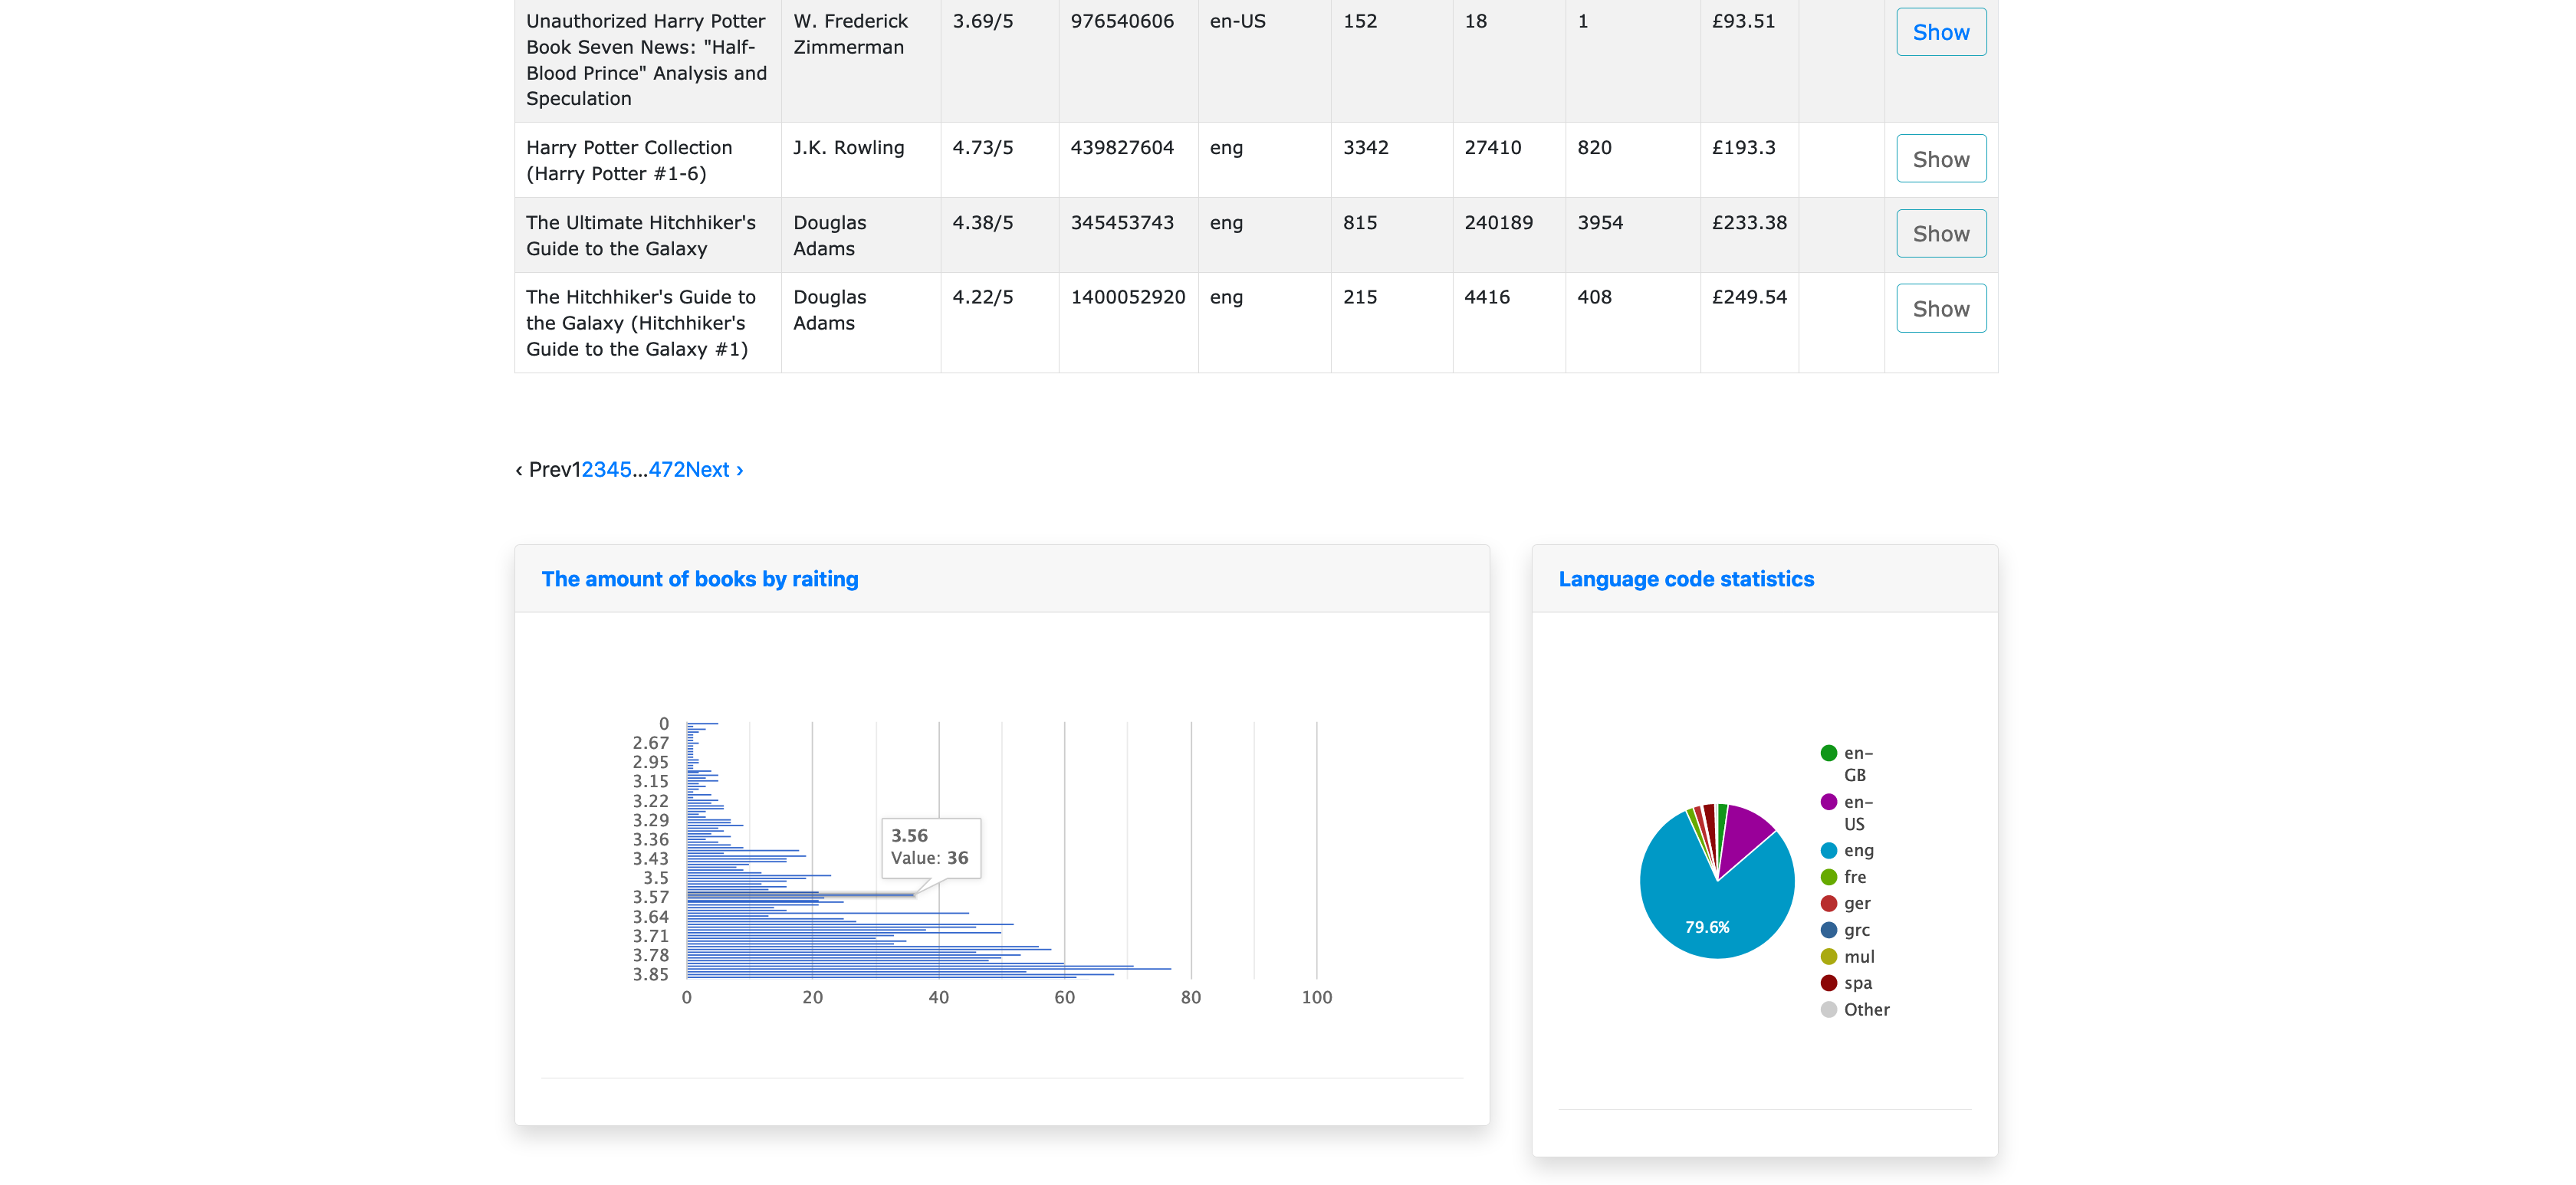 Unauthorized Harry Potter W. Frederick 3.69/5 976540606 en-US 152 18 1 £93.51 Show
Book Seven News: "Half- Zimmerman
Blood Prince" Analysis and
Speculation
Harry Potter Collection J.K. Rowling 4.73/5 439827604 eng 3342 27410 820 £193.3 Show
(Harry Potter #1-6)
The Ultimate Hitchhiker's Douglas 4.38/5 345453743 eng 815 240189 3954 £233.38 Show
Guide to the Galaxy Adams
The Hitchhiker's Guide to Douglas 4.22/5 1400052920 eng 215 4416 408 £249.54 Show
the Galaxy (Hitchhiker's Adams
Guide to the Galaxy #1)
‹ Prev12345...472Next ›
The amount of books by raiting
0
2.67
2.95
3.15
3.22
3.29
3.36
3.43
3.5
3.57
3.64
3.71
3.78
3.85
3.56
Value: 36
0 20 40 60 80 100
Language code statistics
79.6%
en-
GB
en-
US
eng
fre
ger
grc
mul
spa
Other